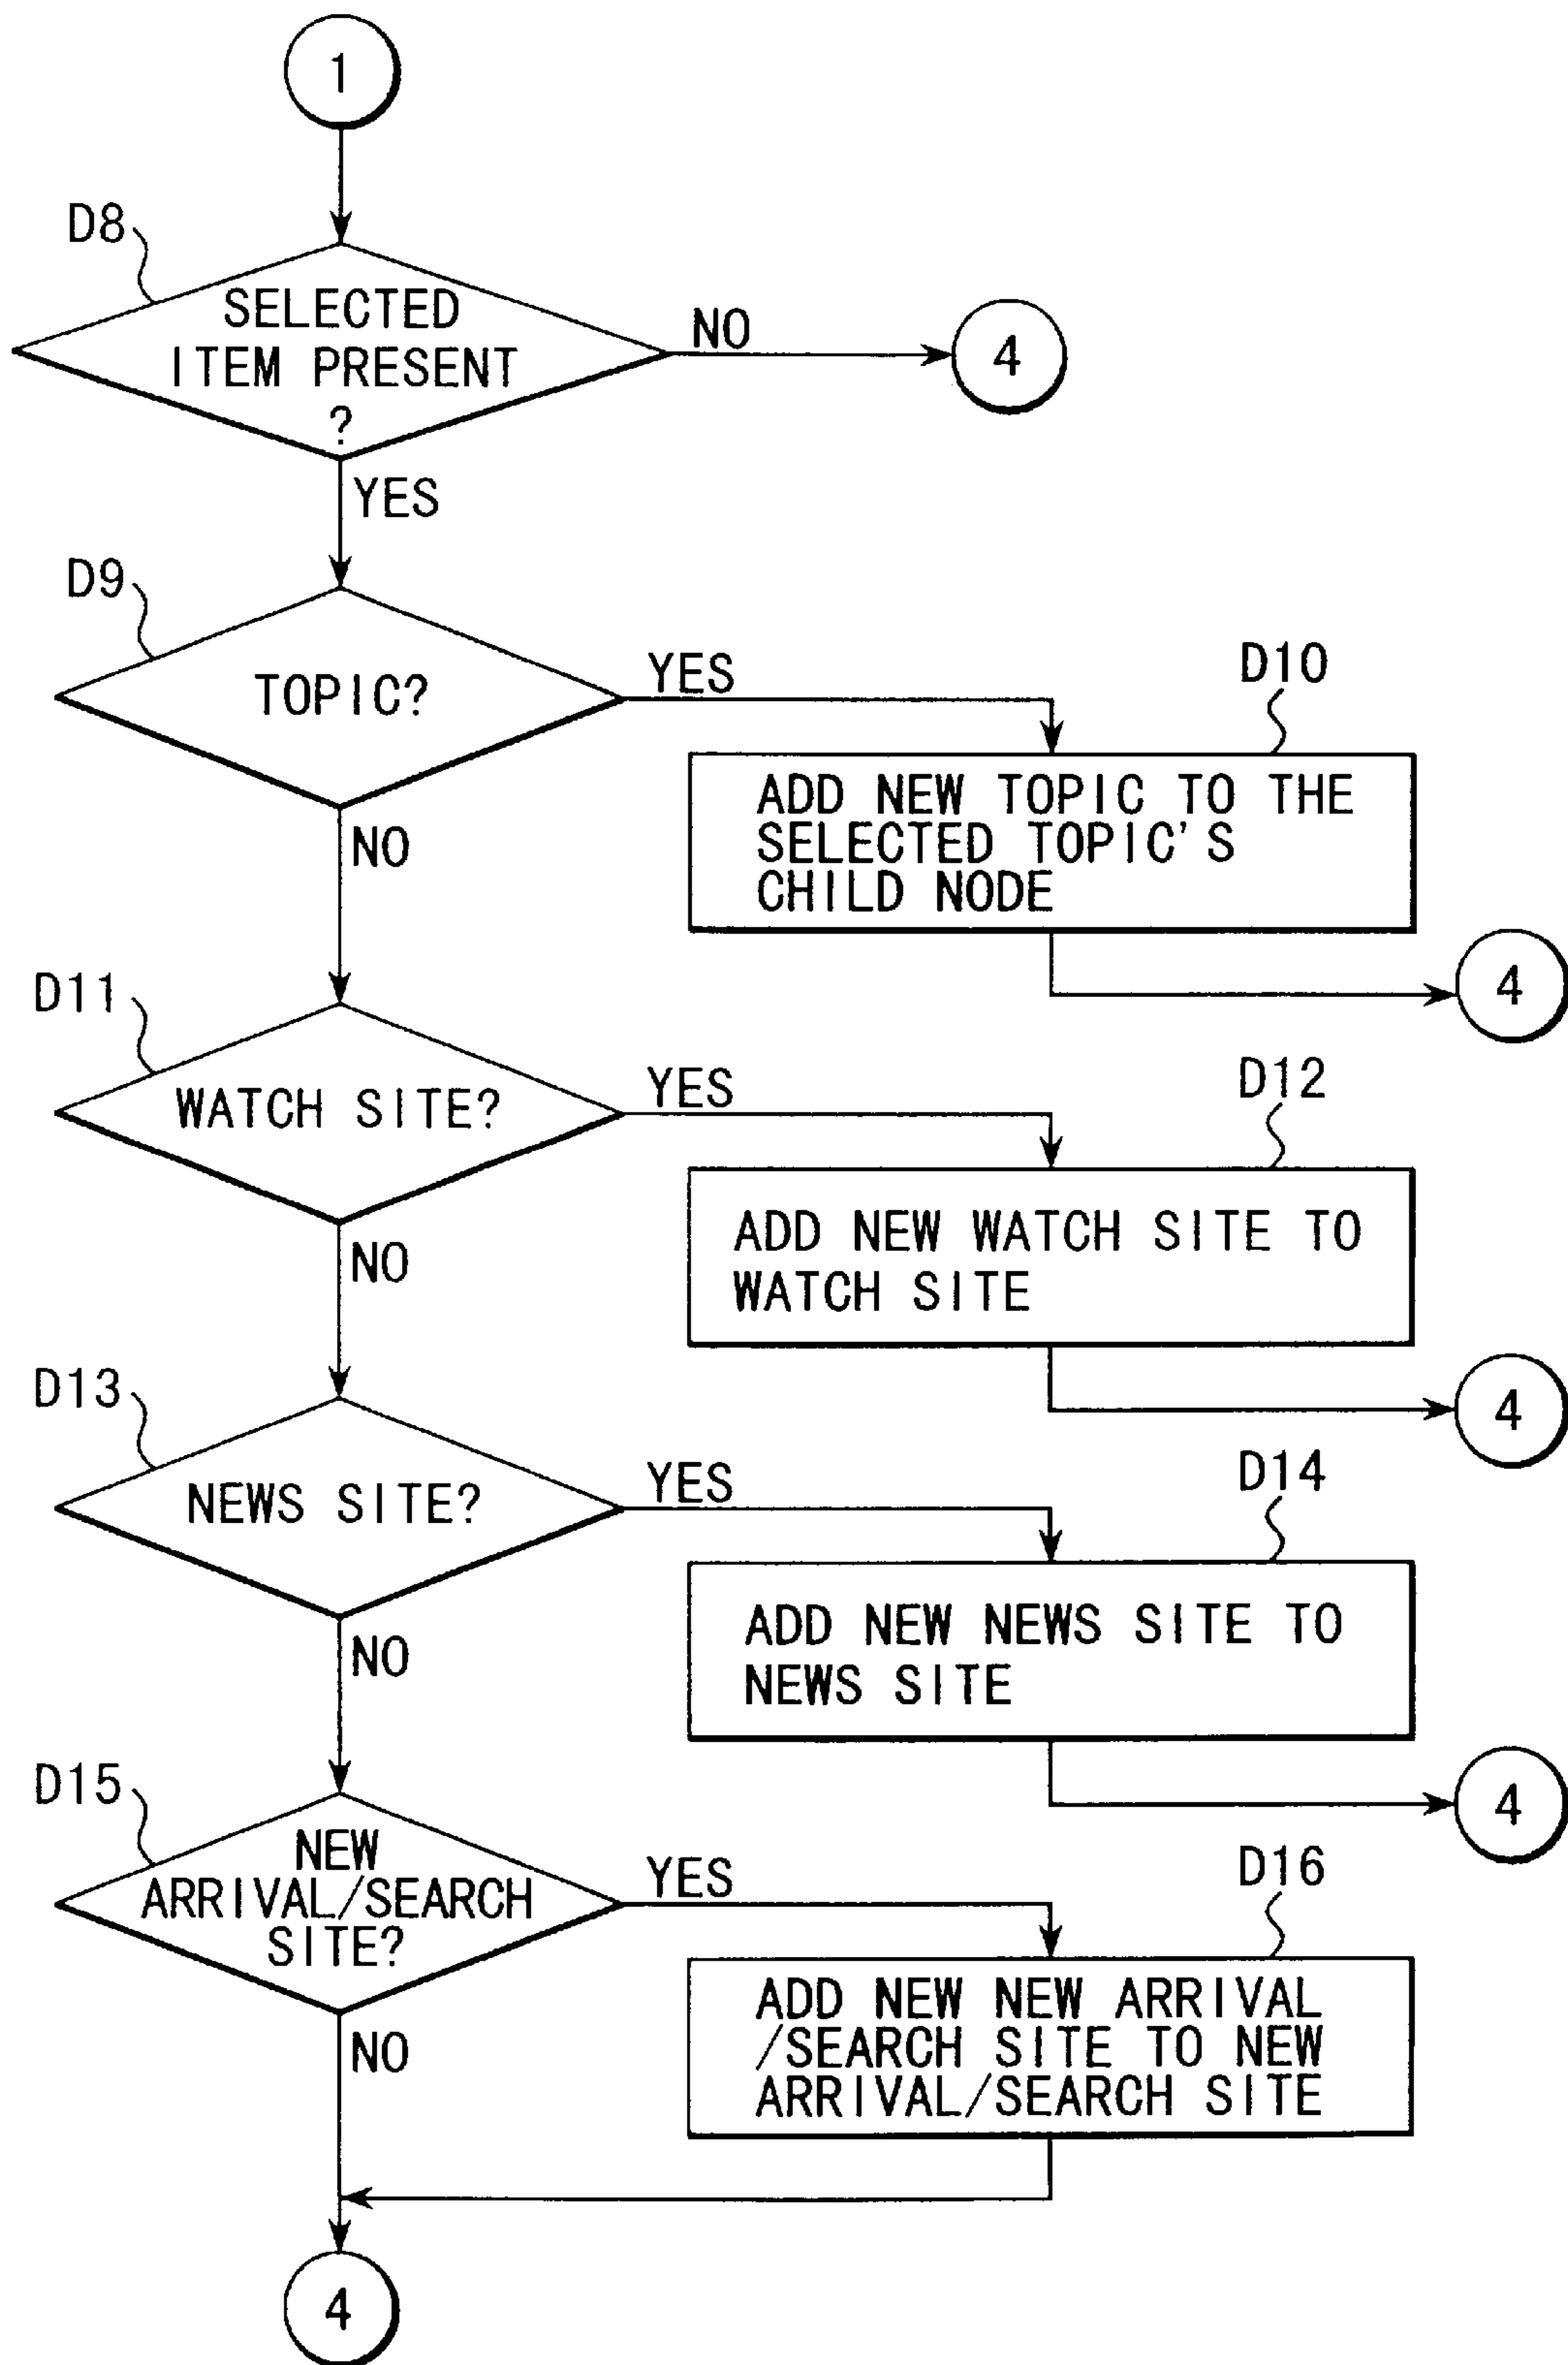 1
D8
SELECTED
ITEM PRESENT
?
NO
4
YES
D9
TOPIC?
YES
D10
ADD NEW TOPIC TO THE
SELECTED TOPIC'S
CHILD NODE
NO
4
D11
WATCH SITE?
YES
D12
ADD NEW WATCH SITE TO
WATCH SITE
NO
4
D13
NEWS SITE?
YES
D14
ADD NEW NEWS SITE TO
NEWS SITE
NO
4
D15
NEW
ARRIVAL/SEARCH
SITE?
YES
D16
ADD NEW NEW ARRIVAL
/SEARCH SITE TO NEW
ARRIVAL/SEARCH SITE
NO
4